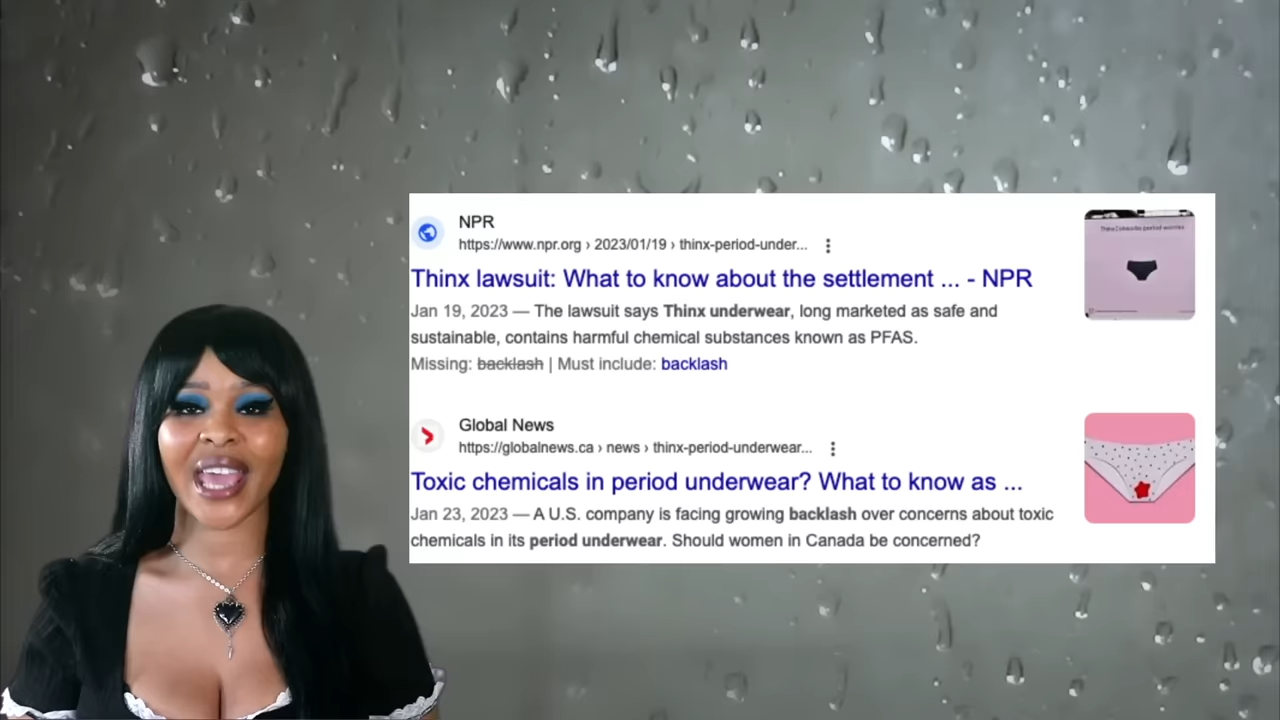 NPR
https://www.npr.org › 2023/01/19 › thinx-period-under...
Thinx lawsuit: What to know about the settlement ... - NPR
Jan 19, 2023 — The lawsuit says Thinx underwear, long marketed as safe and
sustainable, contains harmful chemical substances known as PFAS.
Missing: backlash | Must include: backlash
Global News
https://globalnews.ca › news › thinx-period-underwear...
Toxic chemicals in period underwear? What to know as ...
Jan 23, 2023 — A U.S. company is facing growing backlash over concerns about toxic
chemicals in its period underwear. Should women in Canada be concerned?